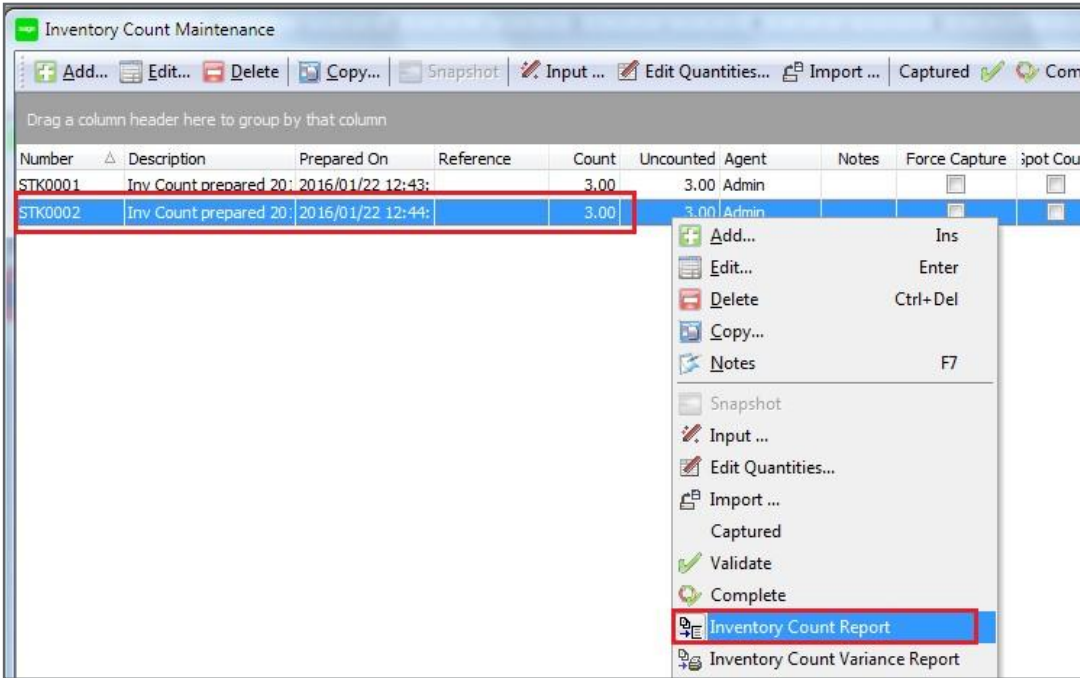 sage Inventory Count Maintenance
Add... Edit... Delete Copy... Snapshot Input ... Edit Quantities... Import ... Captured Com
Drag a column header here to group by that column
Number Description Prepared On Reference Count Uncounted Agent Notes Force Capture Spot Cou
STK0001 Inv Count prepared 20: 2016/01/22 12:43: 3.00 3.00 Admin
STK0002 Inv Count prepared 20: 2016/01/22 12:44: 3.00 3.00 Admin
Add... Ins
Edit... Enter
Delete Ctrl+Del
Copy...
Notes F7
Snapshot
Input ...
Edit Quantities...
Import ...
Captured
Validate
Complete
Inventory Count Report
Inventory Count Variance Report